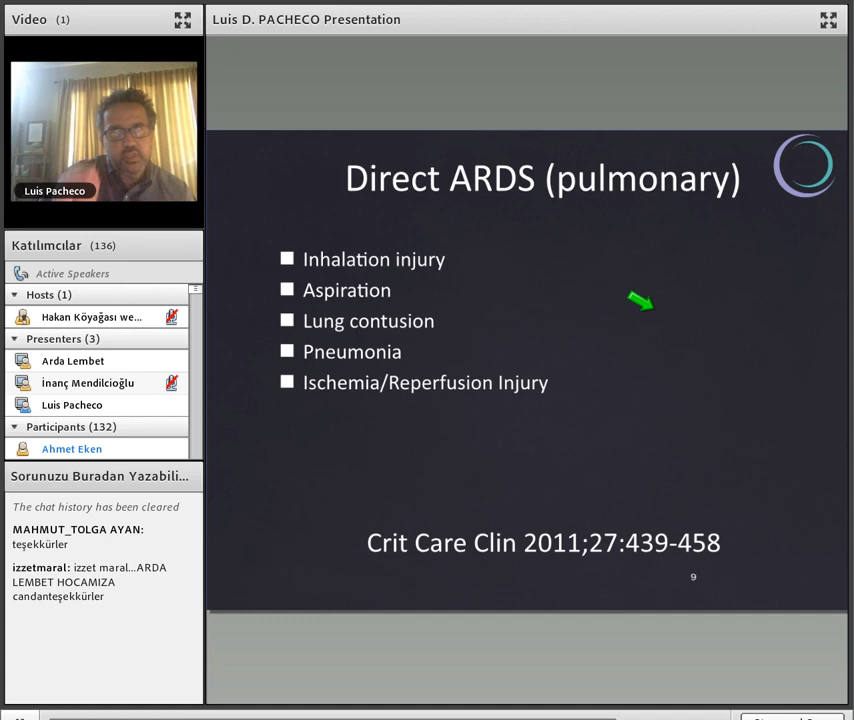 Video (1)
Luis Pacheco
Katılımcılar (136)
Active Speakers
Hosts (1)
Hakan Köyağası we...
Presenters (3)
Arda Lembet
İnanç Mendilcioğlu
Luis Pacheco
Participants (132)
Ahmet Eken
Sorunuzu Buradan Yazabili...
The chat history has been cleared
MAHMUT_TOLGA AYAN:
teşekkürler
izzetmaral: izzet maral...ARDA
LEMBET HOCAMIZA
candanteşekkürler
Luis D. PACHECO Presentation
Direct ARDS (pulmonary)
Inhalation injury
Aspiration
Lung contusion
Pneumonia
Ischemia/Reperfusion Injury
Crit Care Clin 2011;27:439-458
9